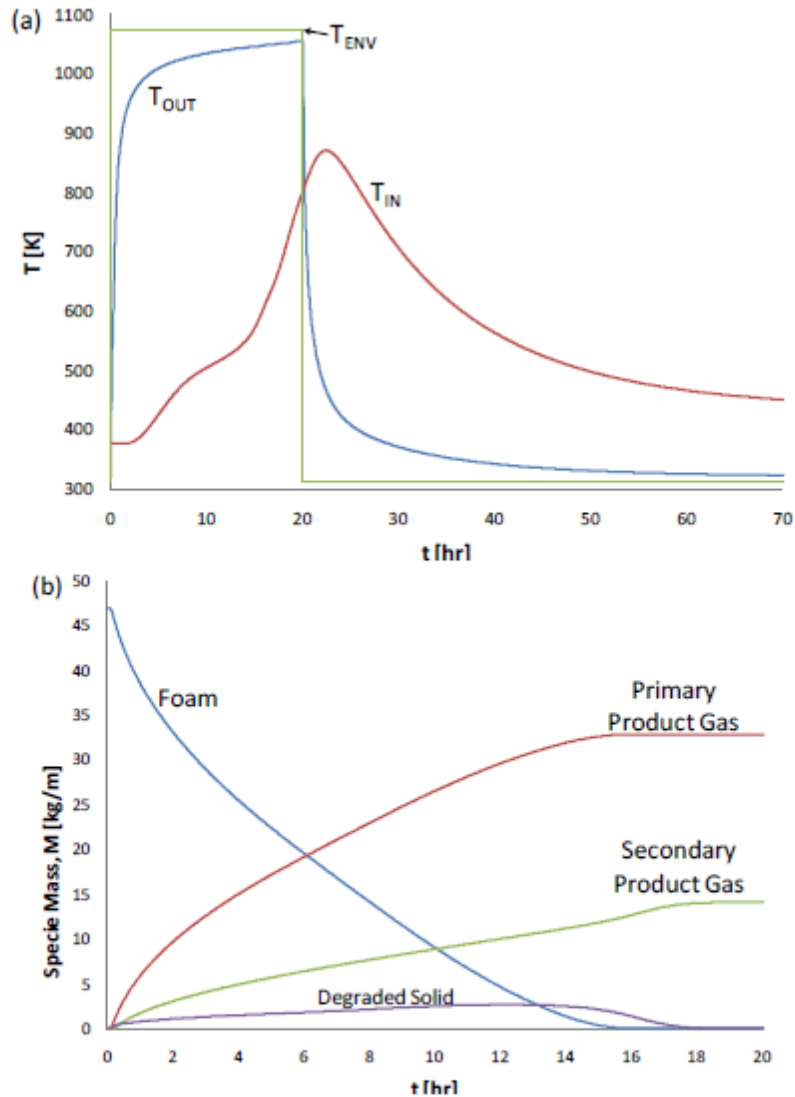 (a)
1100
1000
900
800
700
600
500
400
300
T [K]
T_ENV
T_OUT
T_IN
0 10 20 30 40 50 60 70
t [hr]
(b)
50
45
40
35
30
25
20
15
10
5
0
Specie Mass, M [kg/m]
Foam
Primary
Product Gas
Secondary
Product Gas
Degraded Solid
0 2 4 6 8 10 12 14 16 18 20
t [hr]